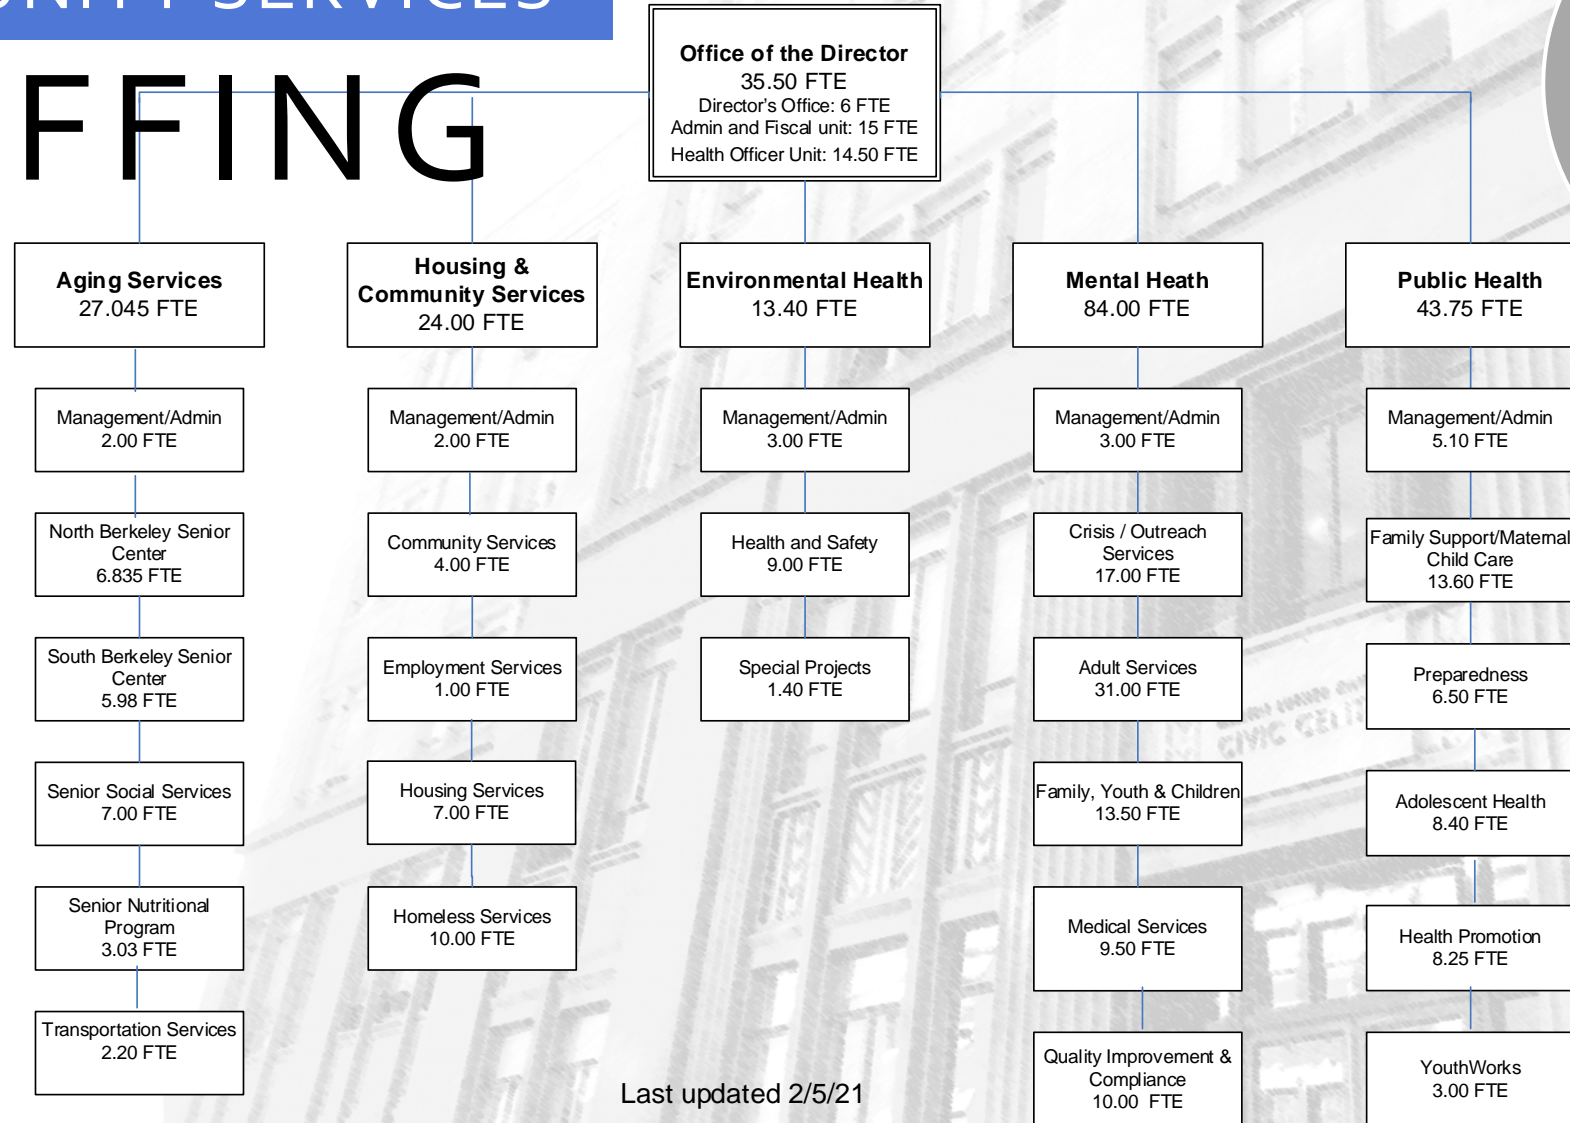 UNITY SERVICES
FFING
Office of the Director
35.50 FTE
Director's Office: 6 FTE
Admin and Fiscal unit: 15 FTE
Health Officer Unit: 14.50 FTE
Aging Services
27.045 FTE
Management/Admin
2.00 FTE
North Berkeley Senior
Center
6.835 FTE
South Berkeley Senior
Center
5.98 FTE
Senior Social Services
7.00 FTE
Senior Nutritional
Program
3.03 FTE
Transportation Services
2.20 FTE
Housing &
Community Services
24.00 FTE
Management/Admin
2.00 FTE
Community Services
4.00 FTE
Employment Services
1.00 FTE
Housing Services
7.00 FTE
Homeless Services
10.00 FTE
Environmental Health
13.40 FTE
Management/Admin
3.00 FTE
Health and Safety
9.00 FTE
Special Projects
1.40 FTE
Mental Heath
84.00 FTE
Management/Admin
3.00 FTE
Crisis / Outreach
Services
17.00 FTE
Adult Services
31.00 FTE
Family, Youth & Children
13.50 FTE
Medical Services
9.50 FTE
Quality Improvement &
Compliance
10.00 FTE
Public Health
43.75 FTE
Management/Admin
5.10 FTE
Family Support/Maternal
Child Care
13.60 FTE
Preparedness
6.50 FTE
Adolescent Health
8.40 FTE
Health Promotion
8.25 FTE
YouthWorks
3.00 FTE
CIVIC CENTER
Last updated 2/5/21